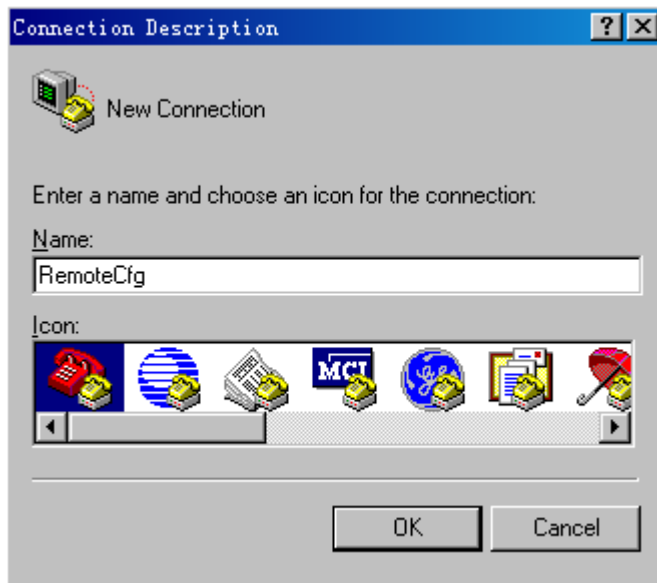 Connection Description
New Connection
Enter a name and choose an icon for the connection:
Name:
RemoteCfg
Icon:
MCI
OK Cancel